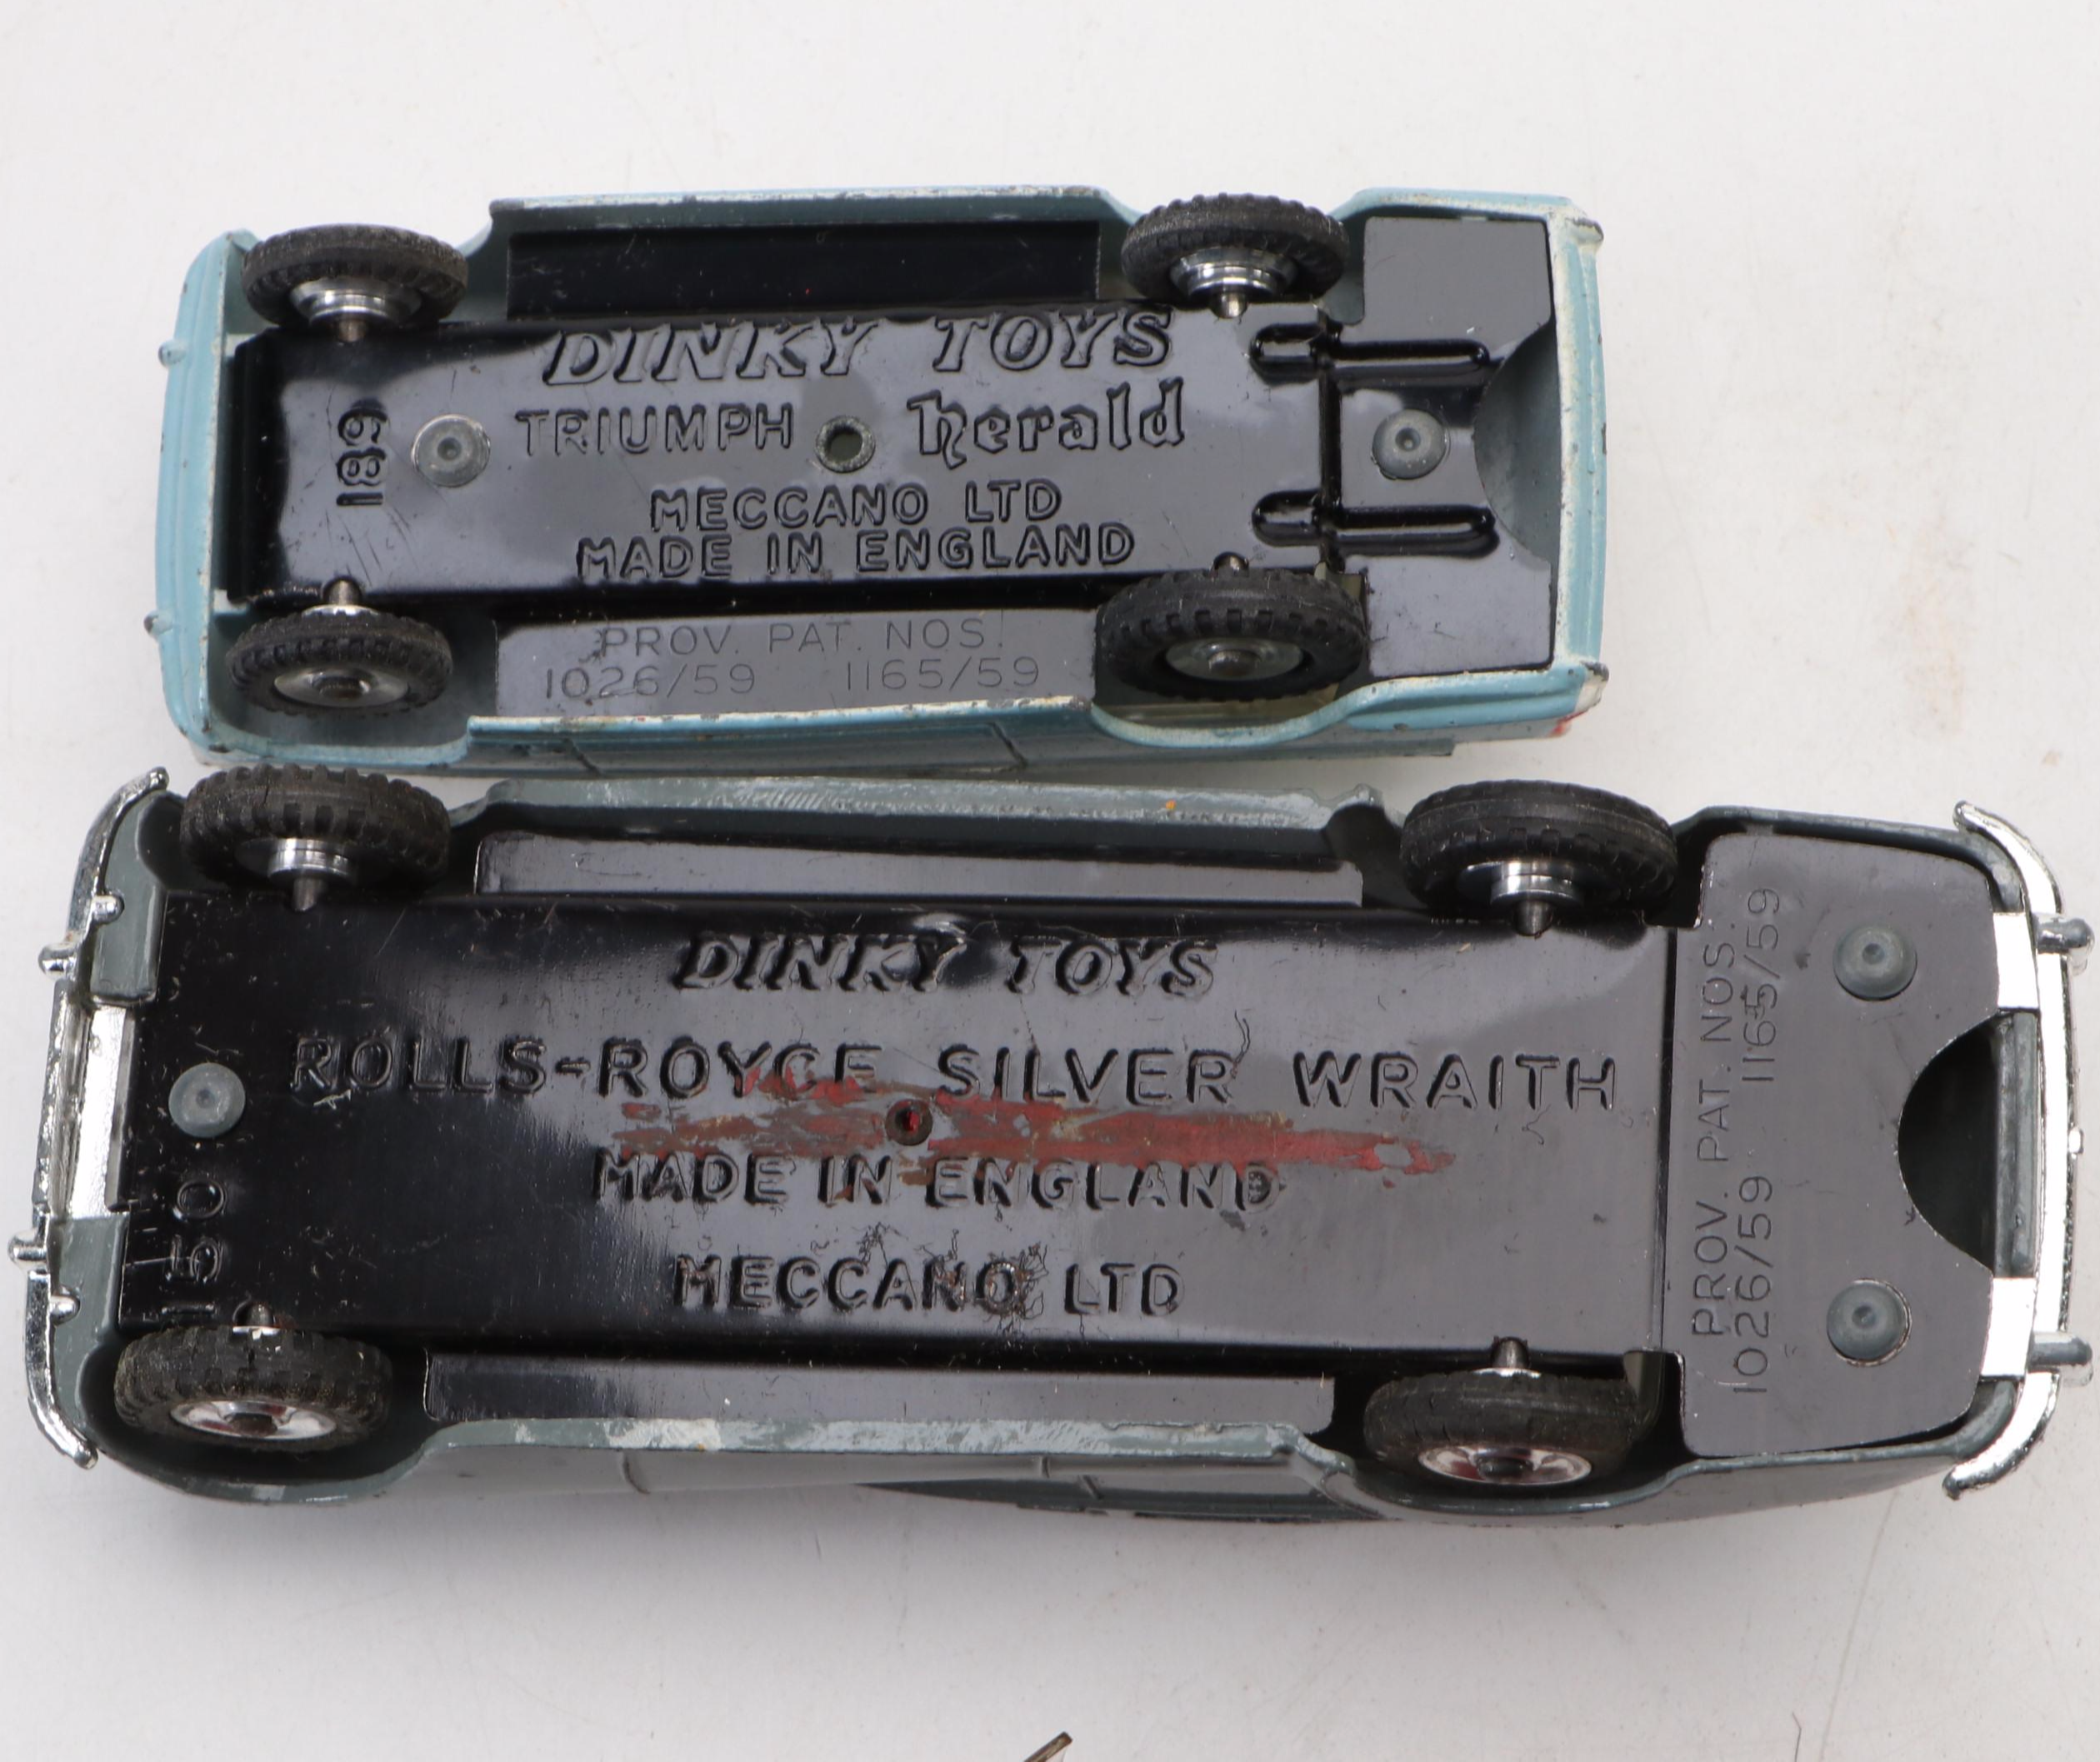 DINKY TOYS
TRIUMPH herald
189
MECCANO LTD
MADE IN ENGLAND
PROV. PAT. NOS.
1026/59 1165/59
DINKY TOYS
ROLLS-ROYCE SILVER WRAITH
MADE IN ENGLAND
MECCANO LTD
150
PROV. PAT. NOS.
1026/59 1165/59